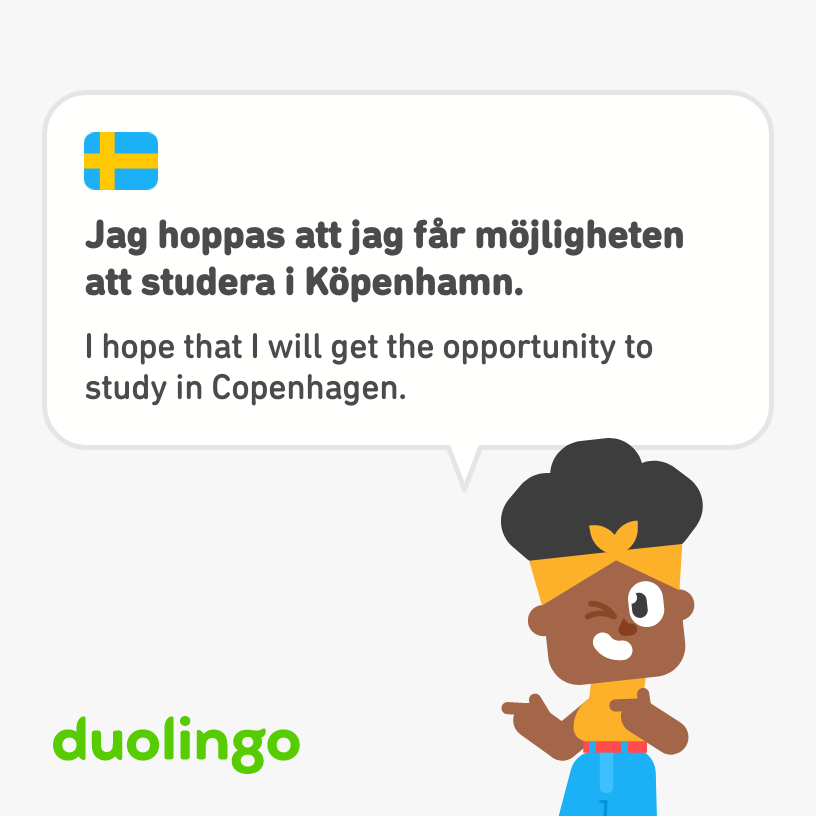 Jag hoppas att jag får möjligheten
att studera i Köpenhamn.
I hope that I will get the opportunity to
study in Copenhagen.
duolingo